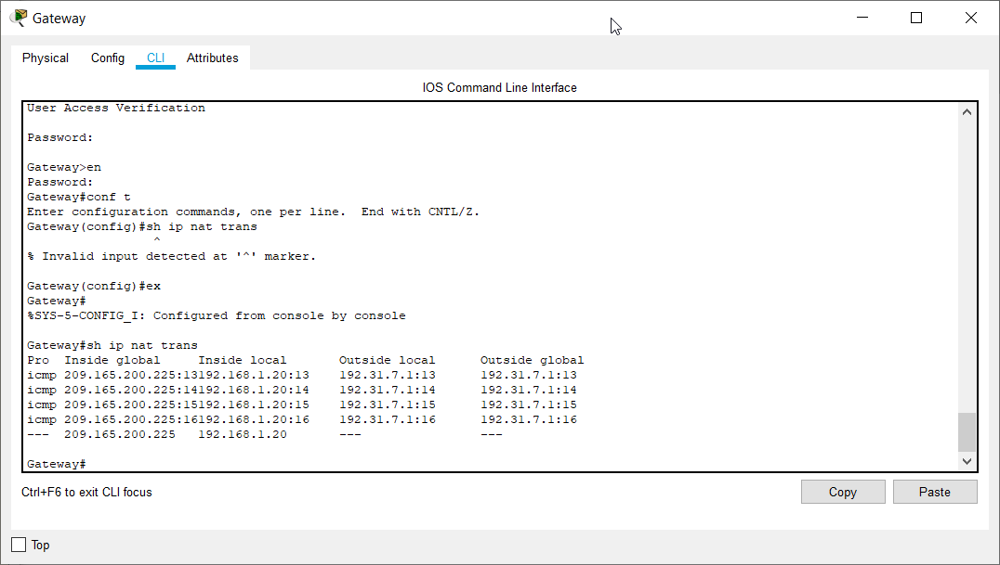 Gateway
Physical Config CLI Attributes
IOS Command Line Interface
User Access Verification
Password:
Gateway>en
Password:
Gateway#conf t
Enter configuration commands, one per line.  End with CNTL/Z.
Gateway(config)#sh ip nat trans
^
% Invalid input detected at '^' marker.
Gateway(config)#ex
Gateway#
%SYS-5-CONFIG_I: Configured from console by console
Gateway#sh ip nat trans
Pro  Inside global     Inside local       Outside local      Outside global
icmp 209.165.200.225:13192.168.1.20:13    192.31.7.1:13      192.31.7.1:13
icmp 209.165.200.225:14192.168.1.20:14    192.31.7.1:14      192.31.7.1:14
icmp 209.165.200.225:15192.168.1.20:15    192.31.7.1:15      192.31.7.1:15
icmp 209.165.200.225:16192.168.1.20:16    192.31.7.1:16      192.31.7.1:16
---  209.165.200.225   192.168.1.20       ---                ---
Gateway#
Ctrl+F6 to exit CLI focus
Copy Paste
Top